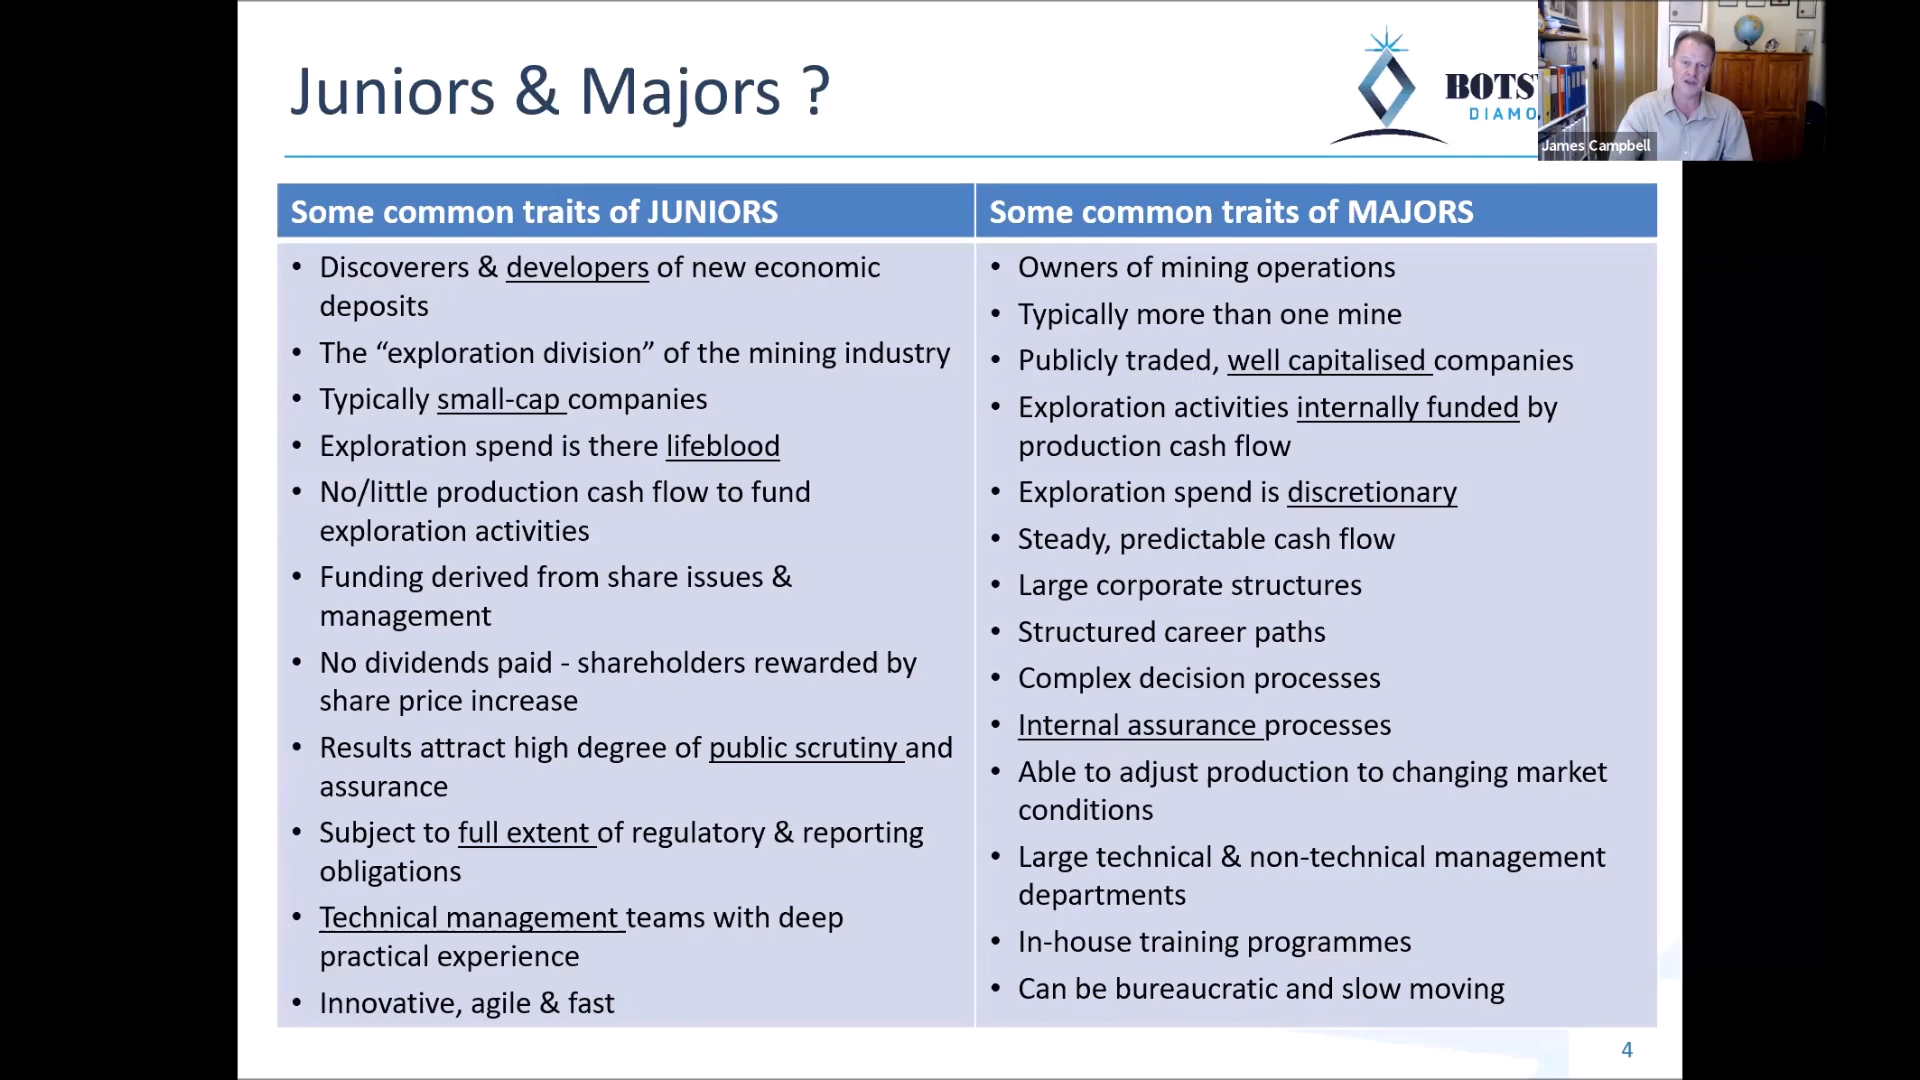 Juniors & Majors ?
BOTS
DIAMO
James Campbell
Some common traits of JUNIORS
• Discoverers & developers of new economic
deposits
• The “exploration division” of the mining industry
• Typically small-cap companies
• Exploration spend is there lifeblood
• No/little production cash flow to fund
exploration activities
• Funding derived from share issues &
management
• No dividends paid - shareholders rewarded by
share price increase
• Results attract high degree of public scrutiny and
assurance
• Subject to full extent of regulatory & reporting
obligations
• Technical management teams with deep
practical experience
• Innovative, agile & fast
Some common traits of MAJORS
• Owners of mining operations
• Typically more than one mine
• Publicly traded, well capitalised companies
• Exploration activities internally funded by
production cash flow
• Exploration spend is discretionary
• Steady, predictable cash flow
• Large corporate structures
• Structured career paths
• Complex decision processes
• Internal assurance processes
• Able to adjust production to changing market
conditions
• Large technical & non-technical management
departments
• In-house training programmes
• Can be bureaucratic and slow moving
4